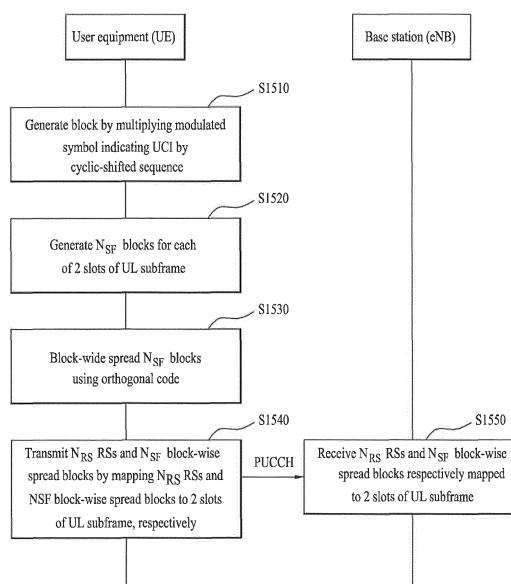 User equipment (UE)
Base station (eNB)
S1510
Generate block by multiplying modulated
symbol indicating UCI by
cyclic-shifted sequence
S1520
Generate NSF blocks for each
of 2 slots of UL subframe
S1530
Block-wide spread NSF blocks
using orthogonal code
S1540
Transmit NRS RSs and NSF block-wise
spread blocks by mapping NRS RSs and
NSF block-wise spread blocks to 2 slots
of UL subframe, respectively
PUCCH
S1550
Receive NRS RSs and NSF block-wise
spread blocks respectively mapped
to 2 slots of UL subframe